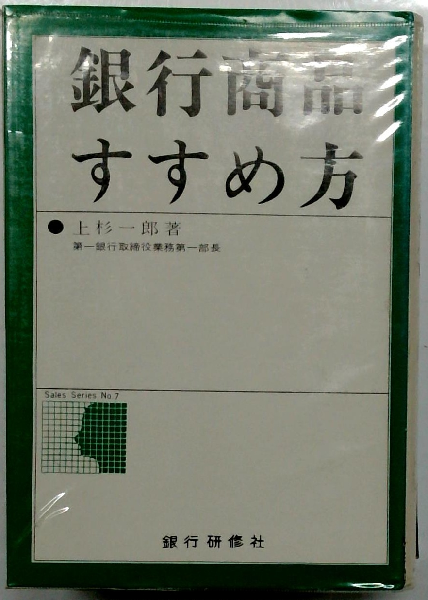 銀行商品
すすめ方
●上杉一郎著
第一銀行取締役業務第一部長
Sales Series No.7
銀行研修社